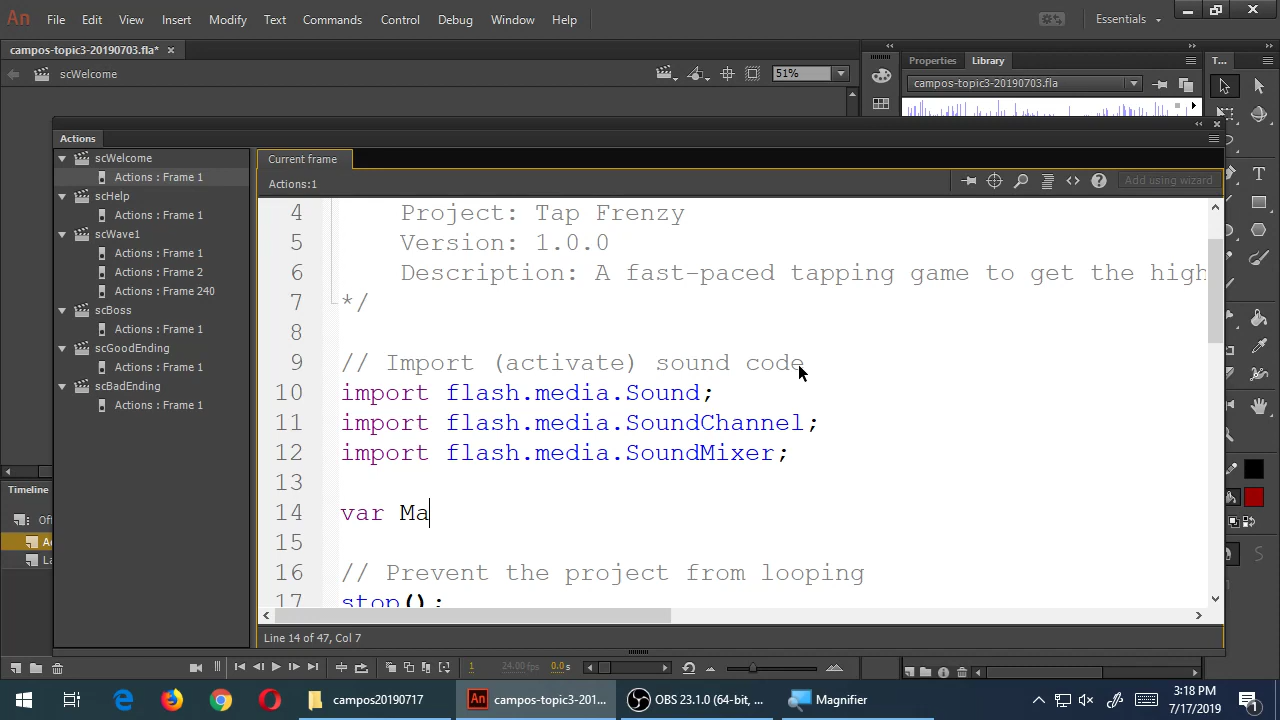 An File Edit View Insert Modify Text Commands Control Debug Window Help Essentials
campos-topic3-20190703.fla*
scWelcome 51%
Properties Library T...
campos-topic3-20190703.fla
Actions
scWelcome
Actions : Frame 1
scHelp
Actions : Frame 1
scWave1
Actions : Frame 1
Actions : Frame 2
Actions : Frame 240
scBoss
Actions : Frame 1
scGoodEnding
Actions : Frame 1
scBadEnding
Actions : Frame 1
Current frame
Actions:1 Add using wizard
4 Project: Tap Frenzy
5 Version: 1.0.0
6 Description: A fast-paced tapping game to get the high
7 */
8
9 // Import (activate) sound code
10 import flash.media.Sound;
11 import flash.media.SoundChannel;
12 import flash.media.SoundMixer;
13
14 var Ma
15
16 // Prevent the project from looping
17 stop();
Line 14 of 47, Col 7
Timeline
1 24.00 fps 0.0 s
campos20190717 An campos-topic3-201... OBS 23.1.0 (64-bit, ... Magnifier
3:18 PM
7/17/2019
1